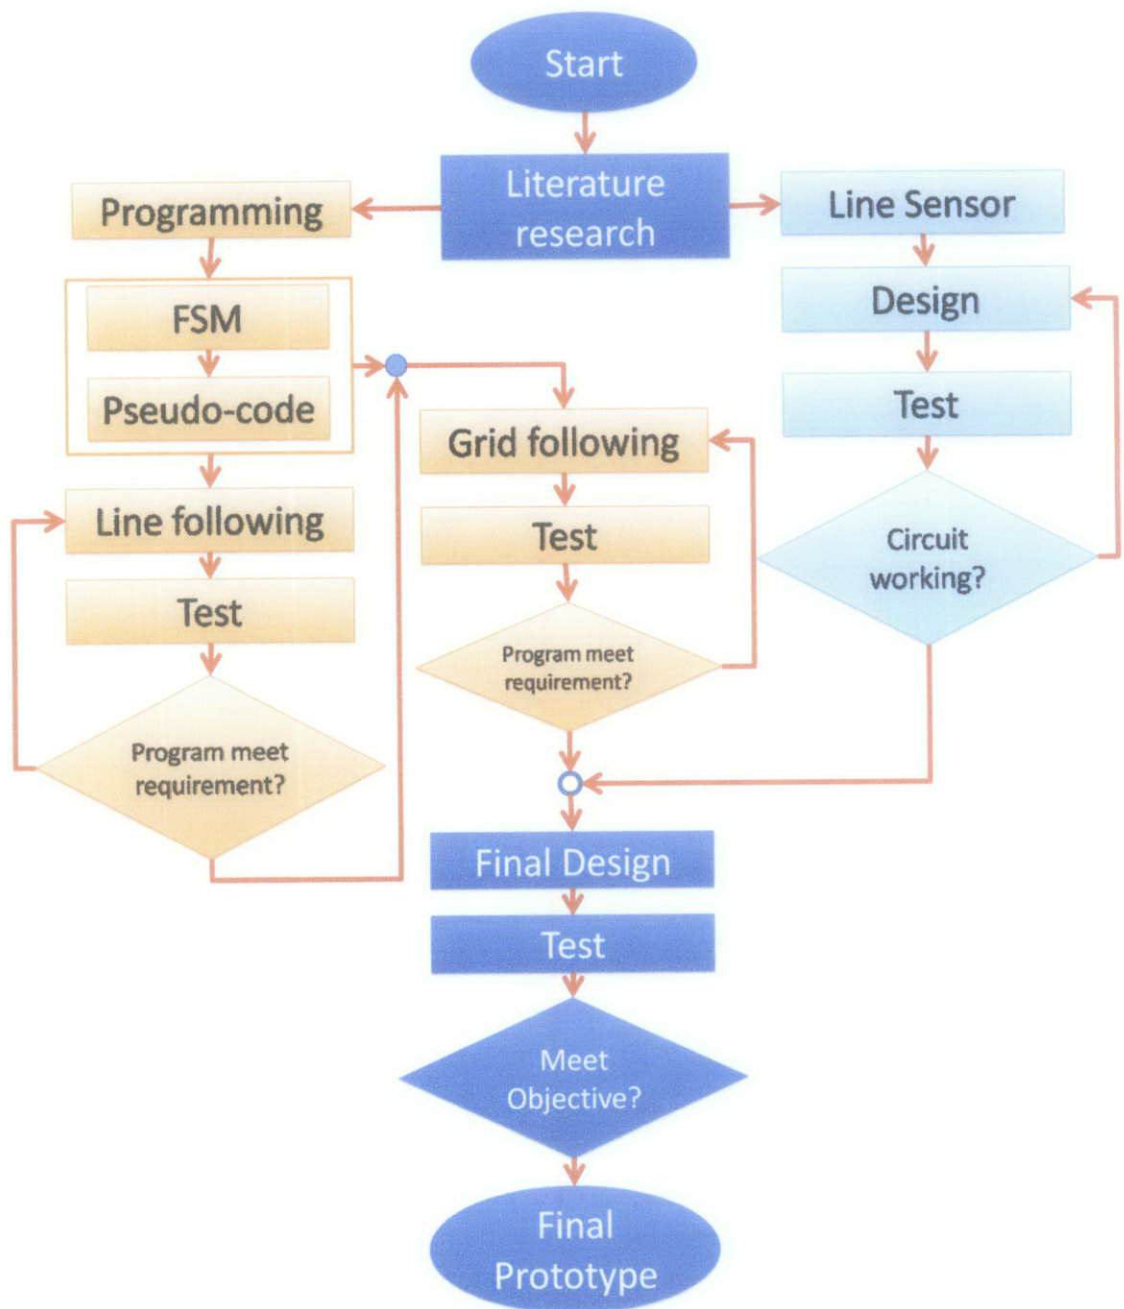 Start
Literature
research
Programming
FSM
Pseudo-code
Line following
Test
Program meet
requirement?
Grid following
Test
Program meet
requirement?
Line Sensor
Design
Test
Circuit
working?
Final Design
Test
Meet
Objective?
Final
Prototype